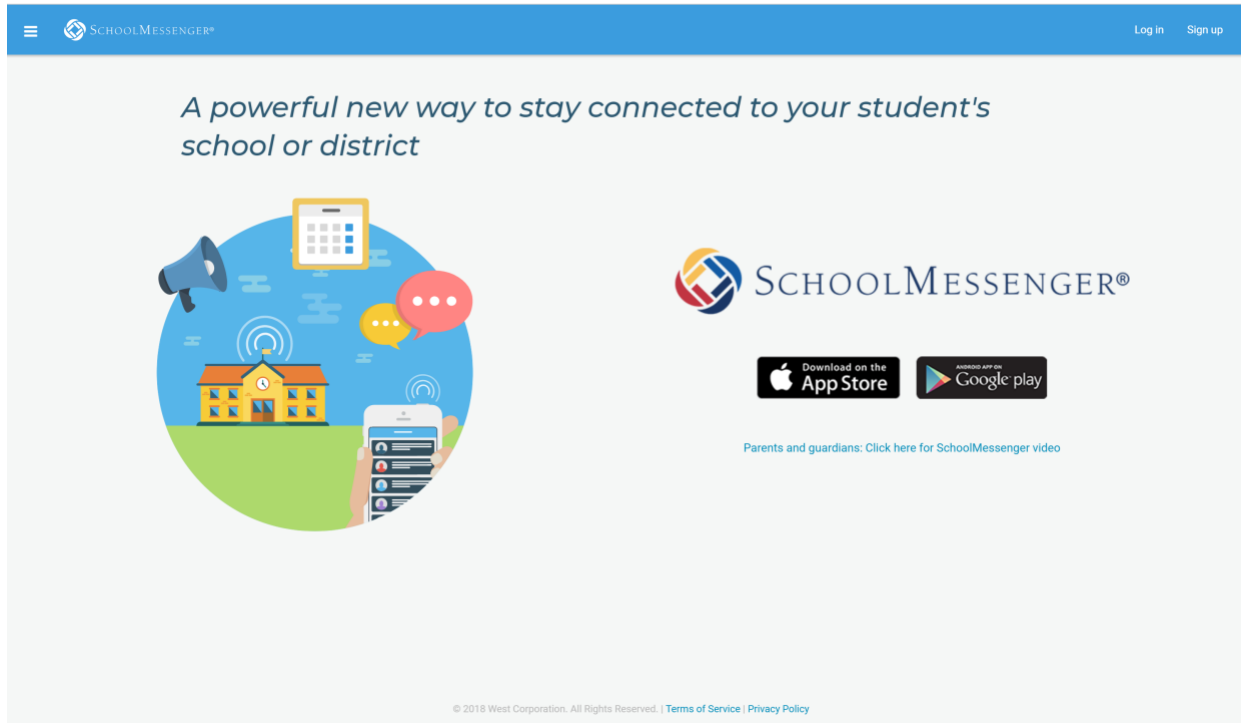 SCHOOLMESSENGER®
Log in
Sign up
A powerful new way to stay connected to your student's
school or district
SCHOOLMESSENGER®
Download on the
App Store
ANDROID APP ON
Google play
Parents and guardians: Click here for SchoolMessenger video
© 2018 West Corporation. All Rights Reserved. | Terms of Service | Privacy Policy